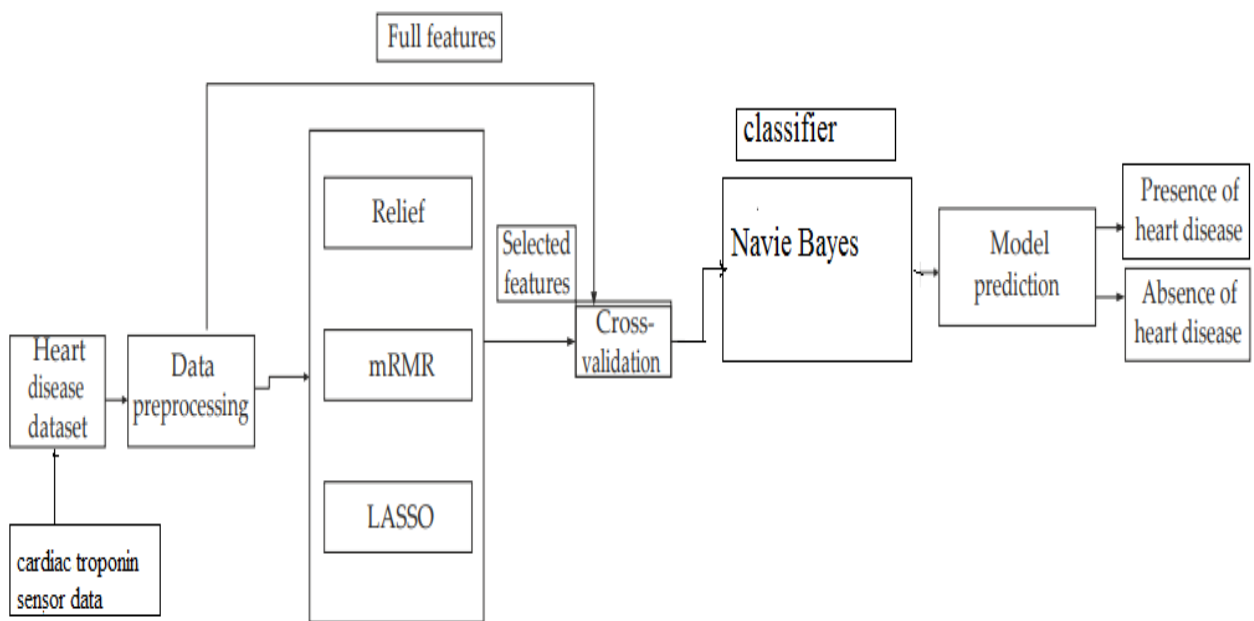 Full features
classifier
Relief
Selected
features
Navie Bayes
Model
prediction
Presence of
heart disease
Absence of
heart disease
Cross-
validation
Heart
disease
dataset
Data
preprocessing
mRMR
LASSO
cardiac troponin
sensor data